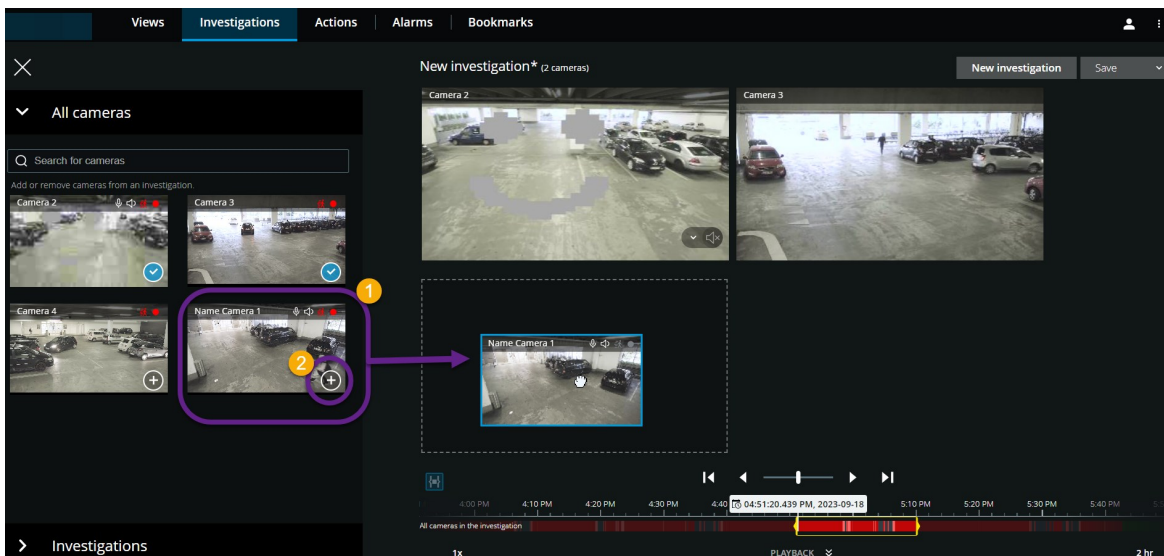 Views Investigations Actions Alarms Bookmarks
New investigation* (2 cameras)
New investigation Save
All cameras
Search for cameras
Add or remove cameras from an investigation.
Camera 2
Camera 3
Camera 4
Name Camera 1
1
2
Camera 2
Camera 3
Name Camera 1
4:00 PM 4:10 PM 4:20 PM 4:30 PM 4:40 04:51:20.439 PM, 2023-09-18 5:10 PM 5:20 PM 5:30 PM 5:40 PM
All cameras in the investigation
Investigations
1x PLAYBACK 2 hr